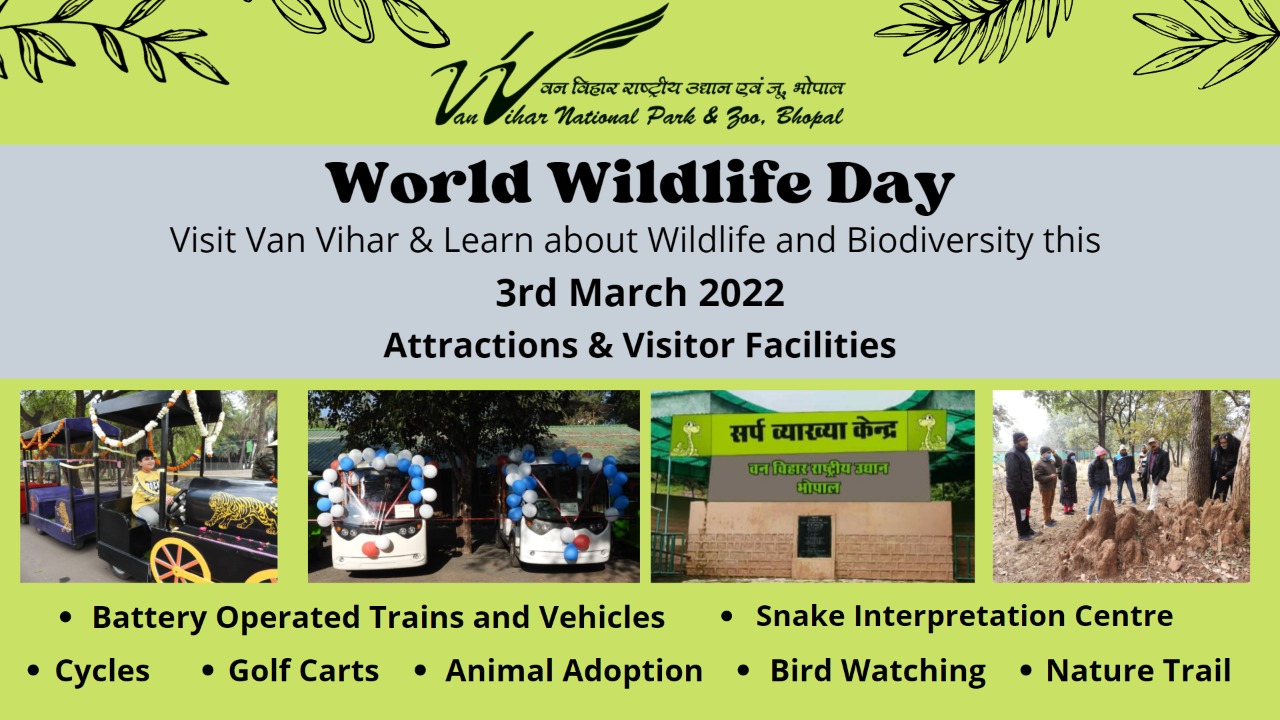 वन विहार राष्ट्रीय उद्यान एवं जू, भोपाल
Van Vihar National Park & Zoo, Bhopal
World Wildlife Day
Visit Van Vihar & Learn about Wildlife and Biodiversity this
3rd March 2022
Attractions & Visitor Facilities
सर्प व्याख्या केन्द्र
वन विहार राष्ट्रीय उद्यान
भोपाल
• Battery Operated Trains and Vehicles • Snake Interpretation Centre
• Cycles • Golf Carts • Animal Adoption • Bird Watching • Nature Trail